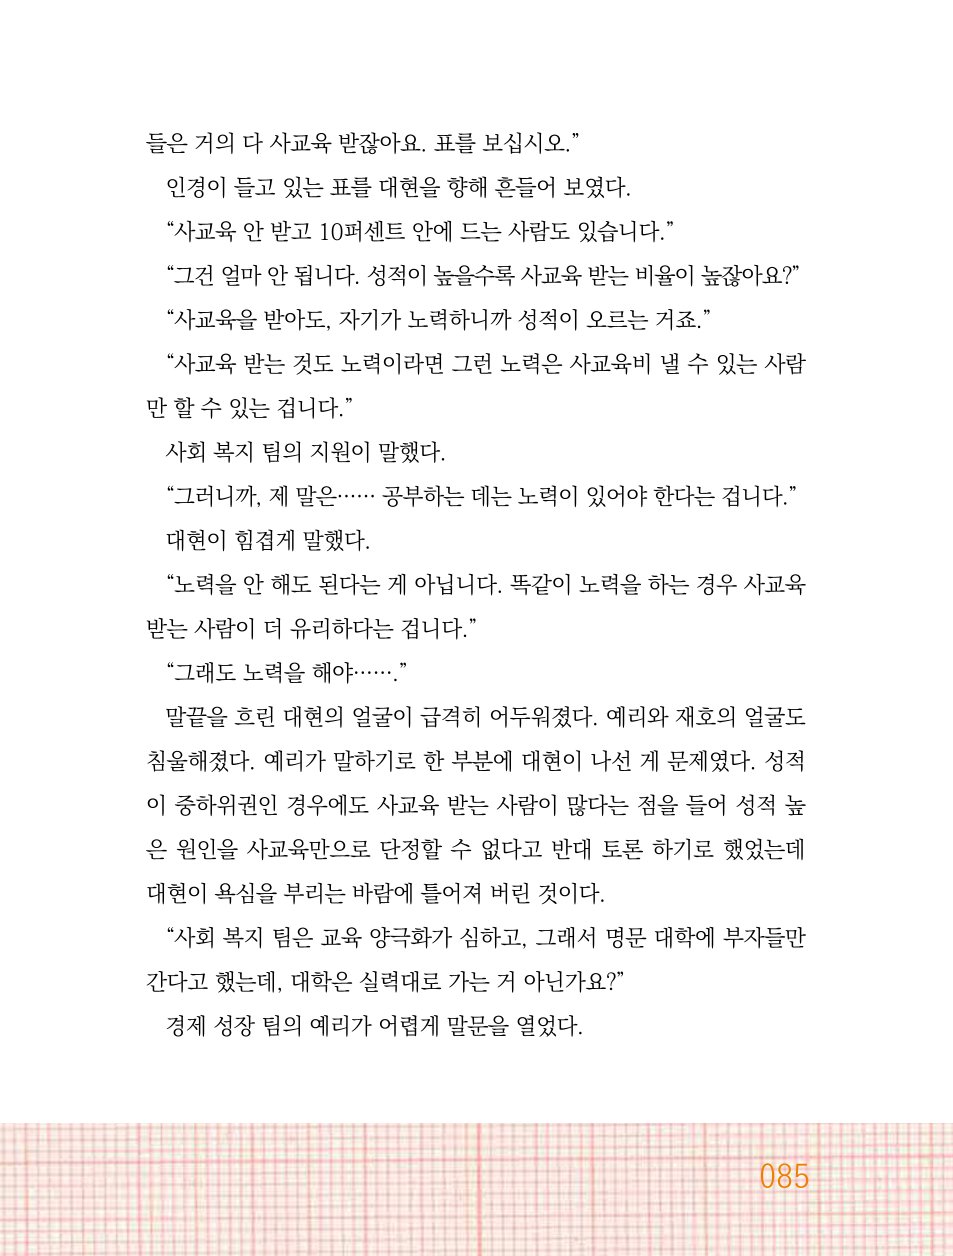 들은 거의 다 사교육 받잖아요. 표를 보십시오.”
인경이 들고 있는 표를 대현을 향해 흔들어 보였다.
“사교육 안 받고 10퍼센트 안에 드는 사람도 있습니다.”
“그건 얼마 안 됩니다. 성적이 높을수록 사교육 받는 비율이 높잖아요?”
“사교육을 받아도, 자기가 노력하니까 성적이 오르는 거죠.”
“사교육 받는 것도 노력이라면 그런 노력은 사교육비 낼 수 있는 사람
만 할 수 있는 겁니다.”
사회 복지 팀의 지원이 말했다.
“그러니까, 제 말은…… 공부하는 데는 노력이 있어야 한다는 겁니다.”
대현이 힘겹게 말했다.
“노력을 안 해도 된다는 게 아닙니다. 똑같이 노력을 하는 경우 사교육
받는 사람이 더 유리하다는 겁니다.”
“그래도 노력을 해야…….”
말끝을 흐린 대현의 얼굴이 급격히 어두워졌다. 예리와 재호의 얼굴도
침울해졌다. 예리가 말하기로 한 부분에 대현이 나선 게 문제였다. 성적
이 중하위권인 경우에도 사교육 받는 사람이 많다는 점을 들어 성적 높
은 원인을 사교육만으로 단정할 수 없다고 반대 토론 하기로 했었는데
대현이 욕심을 부리는 바람에 틀어져 버린 것이다.
“사회 복지 팀은 교육 양극화가 심하고, 그래서 명문 대학에 부자들만
간다고 했는데, 대학은 실력대로 가는 거 아닌가요?”
경제 성장 팀의 예리가 어렵게 말문을 열었다.
085